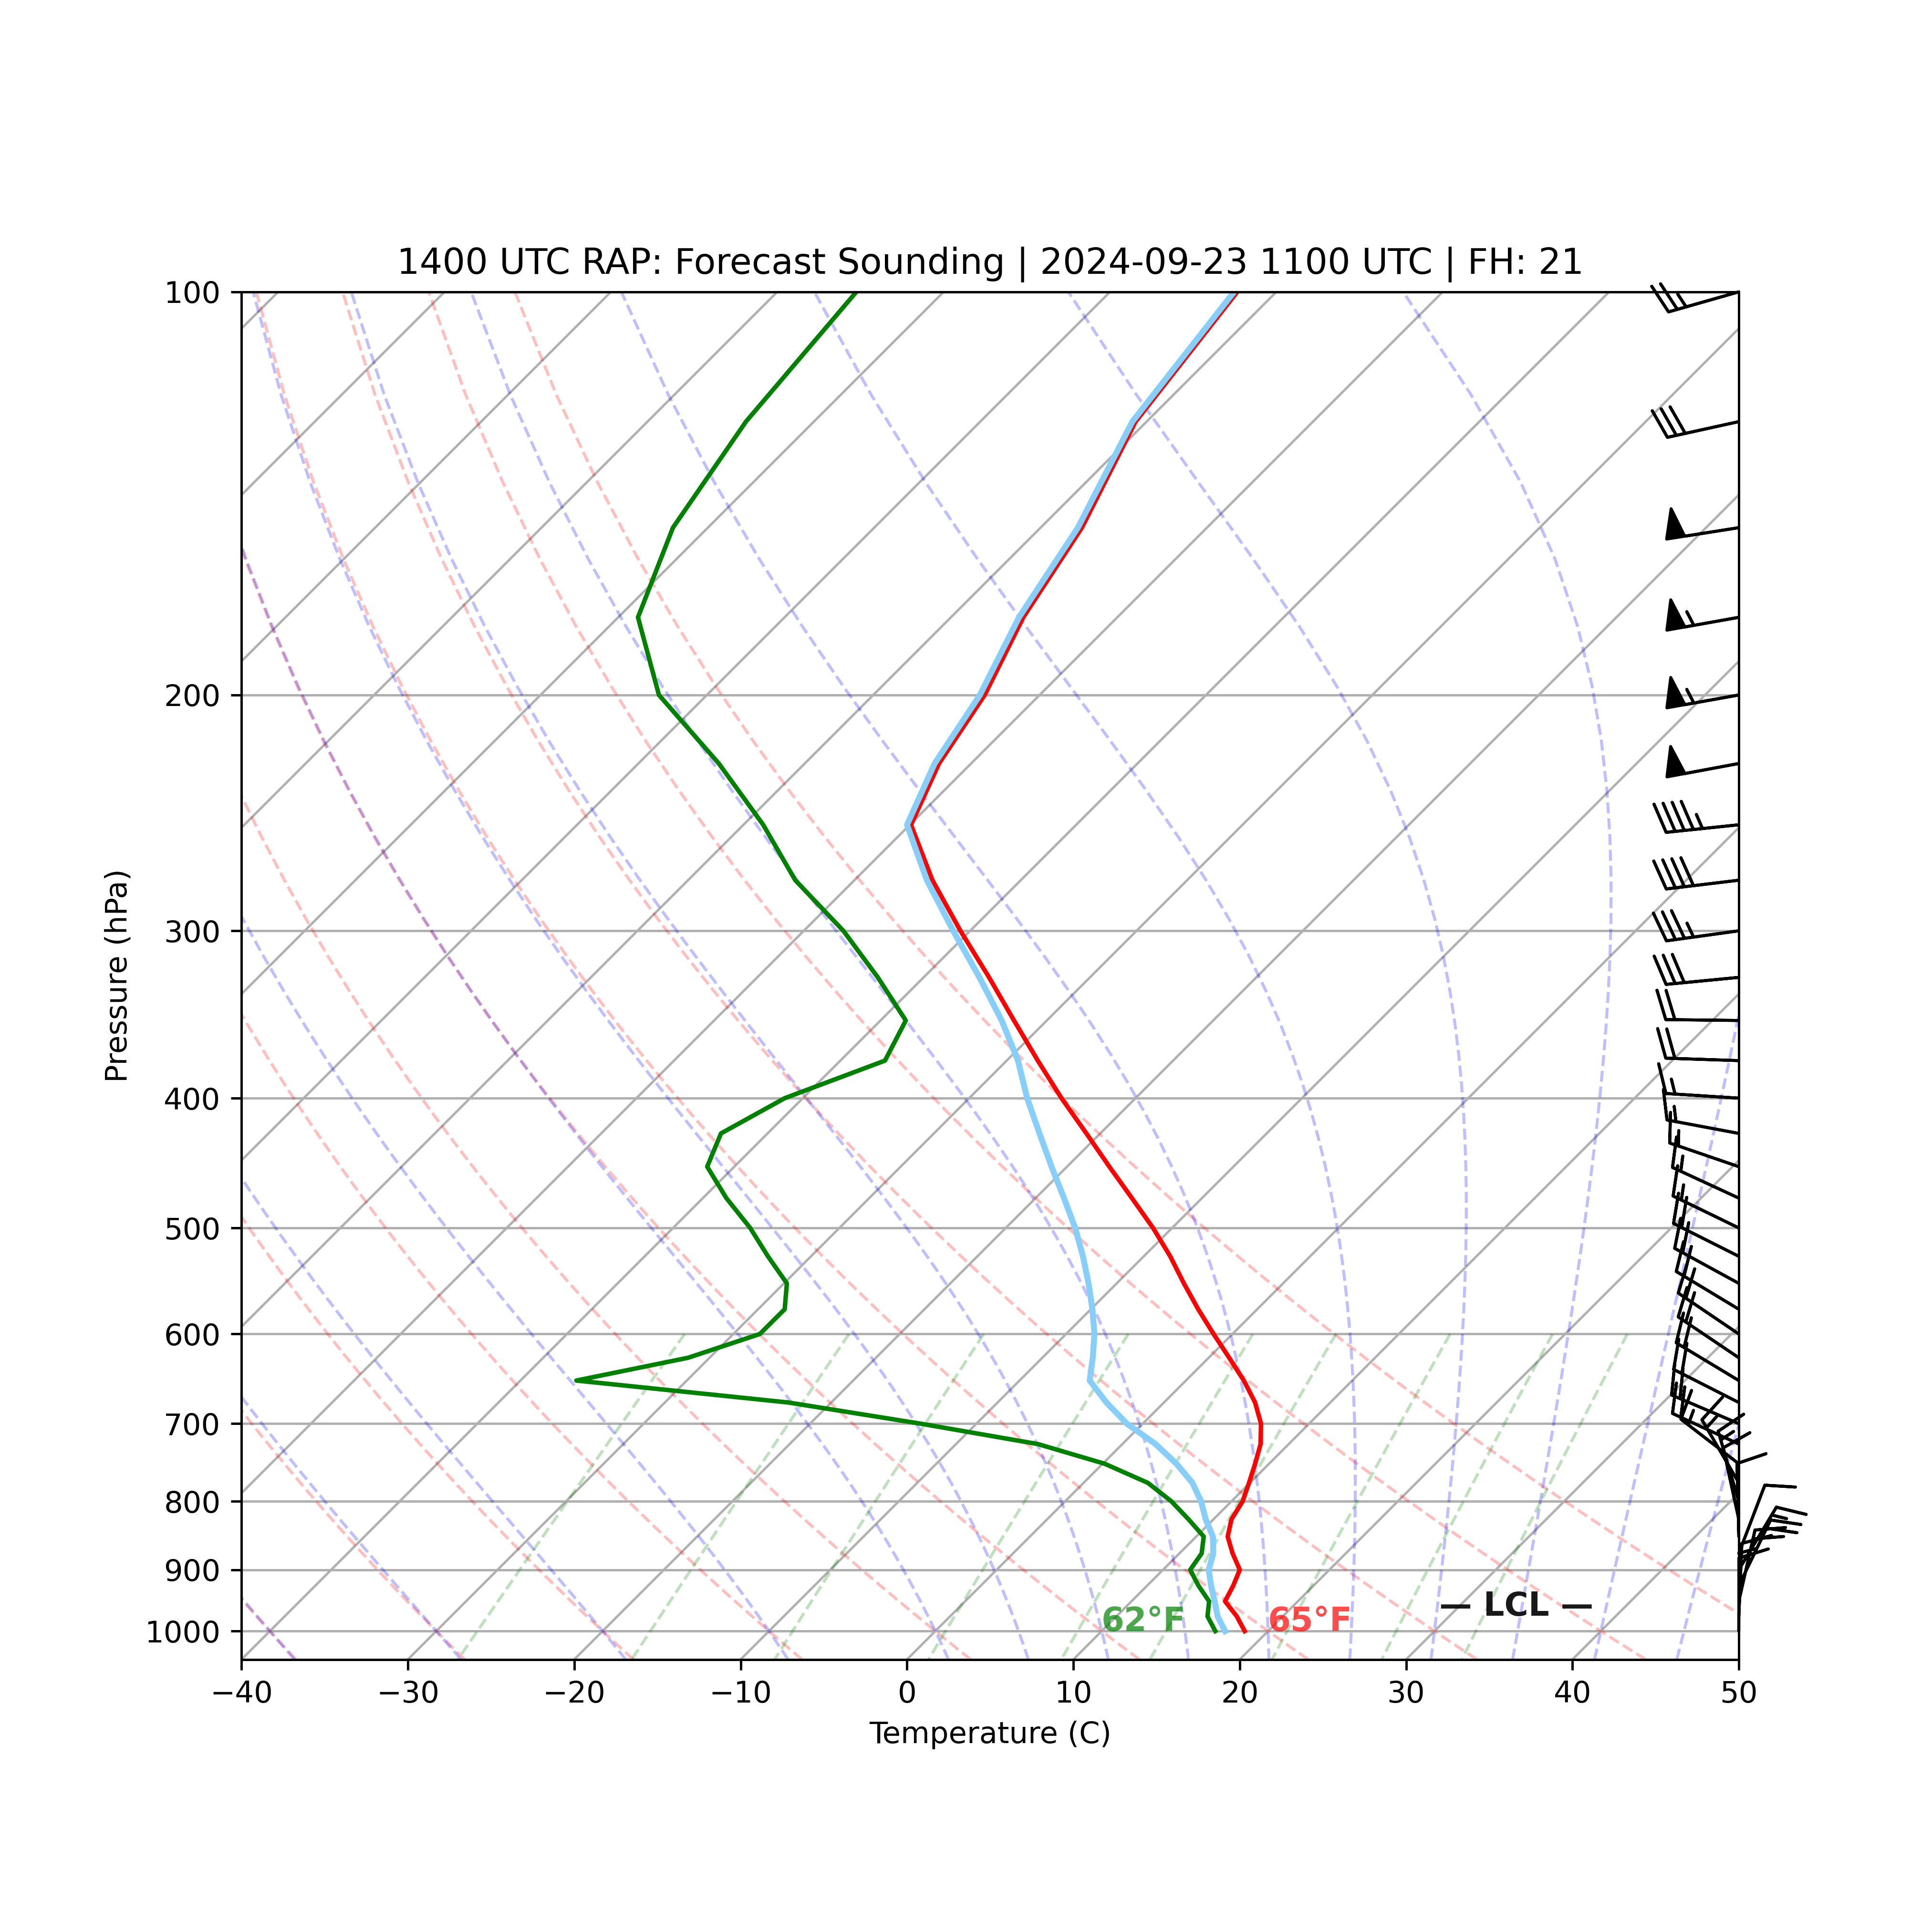 1400 UTC RAP: Forecast Sounding | 2024-09-23 1100 UTC | FH: 21
100
200
300
400
500
600
700
800
900
1000
Pressure (hPa)
62°F
65°F
— LCL —
−40 −30 −20 −10 0 10 20 30 40 50
Temperature (C)